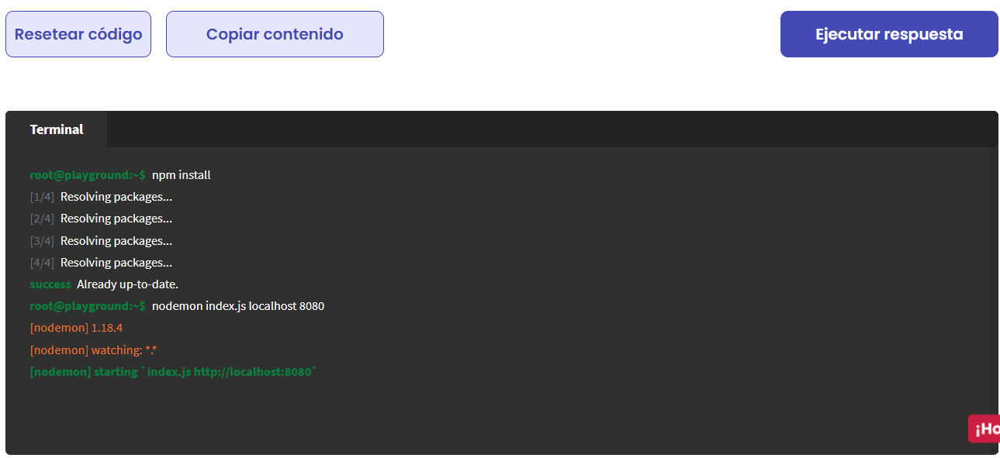 Resetear código
Copiar contenido
Ejecutar respuesta
Terminal
root@playground:~$ npm install
[1/4] Resolving packages...
[2/4] Resolving packages...
[3/4] Resolving packages...
[4/4] Resolving packages...
success Already up-to-date.
root@playground:~$ nodemon index.js localhost 8080
[nodemon] 1.18.4
[nodemon] watching: *.*
[nodemon] starting `index.js http://localhost:8080`